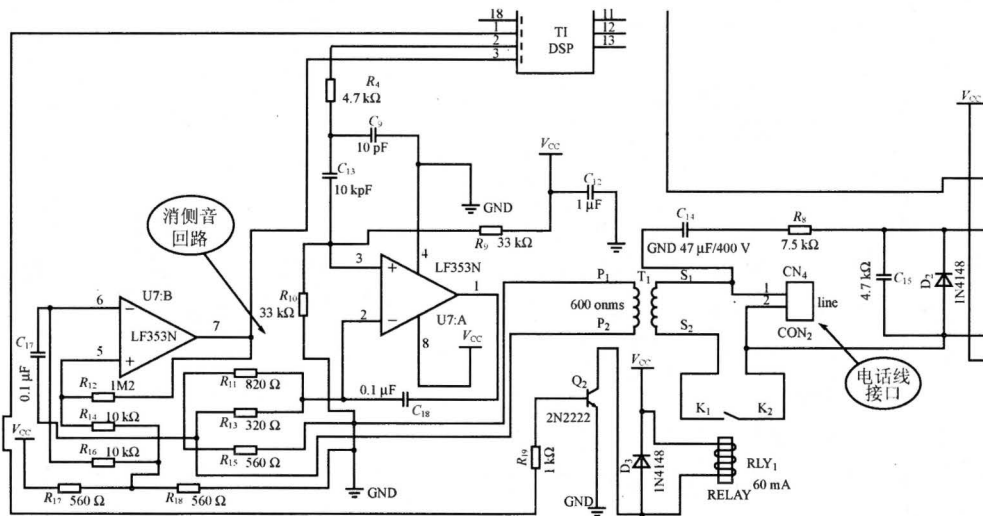 18
1
2
3
TI
DSP
11
12
13
R4
4.7 kΩ
C9
10 pF
C13
10 kpF
GND
VCC
C12
1 μF
R9 33 kΩ
消侧音
回路
R10
33 kΩ
3
4
LF353N
1
2
U7:A
8
VCC
U7:B
6
7
LF353N
5
C17
0.1 μF
R12 1M2
R14 10 kΩ
VCC
R16 10 kΩ
R17 560 Ω
R18 560 Ω
R11 820 Ω
R13 320 Ω
R15 560 Ω
0.1 μF
C18
GND
P1 T1 S1
600 onms
P2 S2
C14
GND 47 μF/400 V
R8
7.5 kΩ
4.7 kΩ
C15
D2
1N4148
VCC
CN4
1
2
line
CON2
电话线
接口
K1 K2
Q2
2N2222
R19
1 kΩ
GND
VCC
D3
1N4148
RLY1
RELAY 60 mA